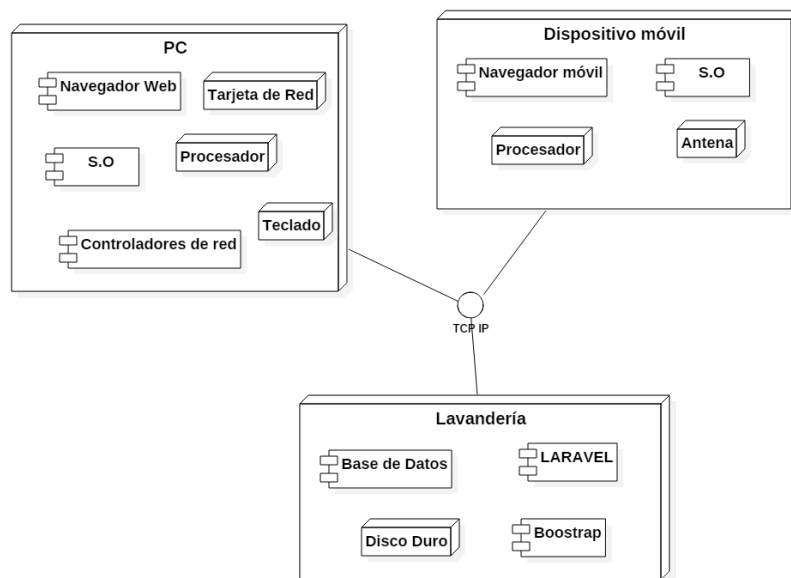 PC
Navegador Web
Tarjeta de Red
S.O
Procesador
Teclado
Controladores de red
Dispositivo móvil
Navegador móvil
S.O
Procesador
Antena
TCP IP
Lavandería
Base de Datos
LARAVEL
Disco Duro
Boostrap